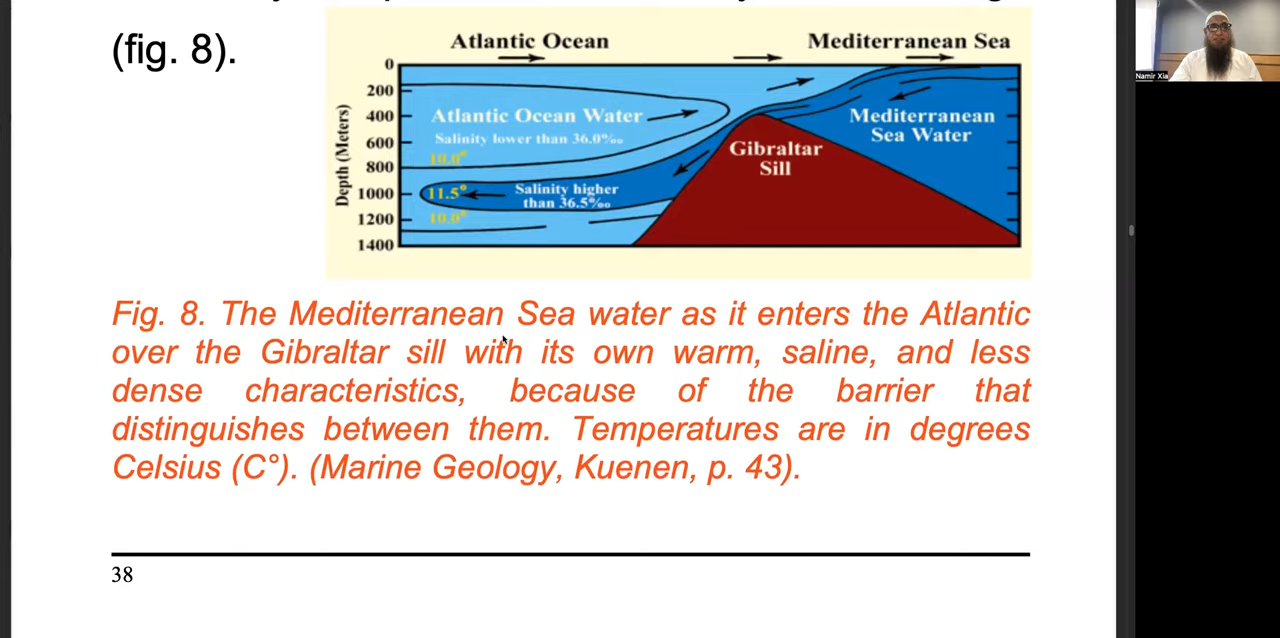 (fig. 8).
Atlantic Ocean
Mediterranean Sea
0
200
400
600
800
1000
1200
1400
Depth (Meters)
Atlantic Ocean Water
Salinity lower than 36.0‰
10.0°
11.5°
Salinity higher
than 36.5‰
10.0°
Gibraltar
Sill
Mediterranean
Sea Water
Fig. 8. The Mediterranean Sea water as it enters the Atlantic
over the Gibraltar sill with its own warm, saline, and less
dense characteristics, because of the barrier that
distinguishes between them. Temperatures are in degrees
Celsius (C°). (Marine Geology, Kuenen, p. 43).
38
Namir Xia